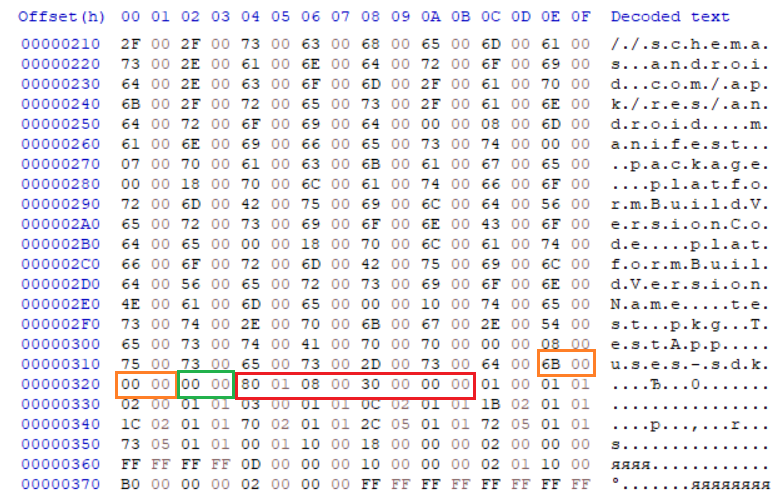 Offset(h) 00 01 02 03 04 05 06 07 08 09 0A 0B 0C 0D 0E 0F Decoded text
00000210 2F 00 2F 00 73 00 63 00 68 00 65 00 6D 00 61 00 /./.s.c.h.e.m.a.
00000220 73 00 2E 00 61 00 6E 00 64 00 72 00 6F 00 69 00 s...a.n.d.r.o.i.
00000230 64 00 2E 00 63 00 6F 00 6D 00 2F 00 61 00 70 00 d...c.o.m./.a.p.
00000240 6B 00 2F 00 72 00 65 00 73 00 2F 00 61 00 6E 00 k./.r.e.s./.a.n.
00000250 64 00 72 00 6F 00 69 00 64 00 00 00 08 00 6D 00 d.r.o.i.d.....m.
00000260 61 00 6E 00 69 00 66 00 65 00 73 00 74 00 00 00 a.n.i.f.e.s.t...
00000270 07 00 70 00 61 00 63 00 6B 00 61 00 67 00 65 00 ..p.a.c.k.a.g.e.
00000280 00 00 18 00 70 00 6C 00 61 00 74 00 66 00 6F 00 ....p.l.a.t.f.o.
00000290 72 00 6D 00 42 00 75 00 69 00 6C 00 64 00 56 00 r.m.B.u.i.l.d.V.
000002A0 65 00 72 00 73 00 69 00 6F 00 6E 00 43 00 6F 00 e.r.s.i.o.n.C.o.
000002B0 64 00 65 00 00 00 18 00 70 00 6C 00 61 00 74 00 d.e.....p.l.a.t.
000002C0 66 00 6F 00 72 00 6D 00 42 00 75 00 69 00 6C 00 f.o.r.m.B.u.i.l.
000002D0 64 00 56 00 65 00 72 00 73 00 69 00 6F 00 6E 00 d.V.e.r.s.i.o.n.
000002E0 4E 00 61 00 6D 00 65 00 00 00 10 00 74 00 65 00 N.a.m.e.....t.e.
000002F0 73 00 74 00 2E 00 70 00 6B 00 67 00 2E 00 54 00 s.t...p.k.g...T.
00000300 65 00 73 00 74 00 41 00 70 00 70 00 00 00 08 00 e.s.t.A.p.p.....
00000310 75 00 73 00 65 00 73 00 2D 00 73 00 64 00 6B 00 u.s.e.s.-.s.d.k.
00000320 00 00 00 00 80 01 08 00 30 00 00 00 01 00 01 01 ....Ђ...0.......
00000330 02 00 01 01 03 00 01 01 0C 02 01 01 1B 02 01 01 ................
00000340 1C 02 01 01 70 02 01 01 2C 05 01 01 72 05 01 01 ....p...,...r...
00000350 73 05 01 01 00 01 10 00 18 00 00 00 02 00 00 00 s...............
00000360 FF FF FF FF 0D 00 00 00 10 00 00 00 02 01 10 00 яяяя............
00000370 B0 00 00 00 02 00 00 00 FF FF FF FF FF FF FF FF °.......яяяяяяяя